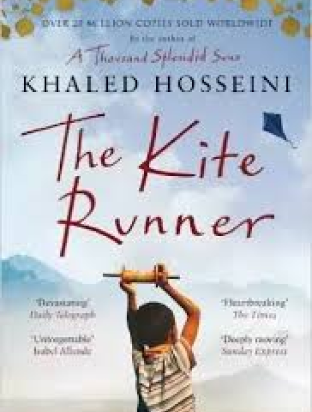 OVER 20 MILLION COPIES SOLD WORLDWIDE
By the author of
A Thousand Splendid Suns
KHALED HOSSEINI
The Kite
Runner
'Devastating'
Daily Telegraph
'Heartbreaking'
The Times
'Unforgettable'
Isabel Allende
'Deeply moving'
Sunday Express